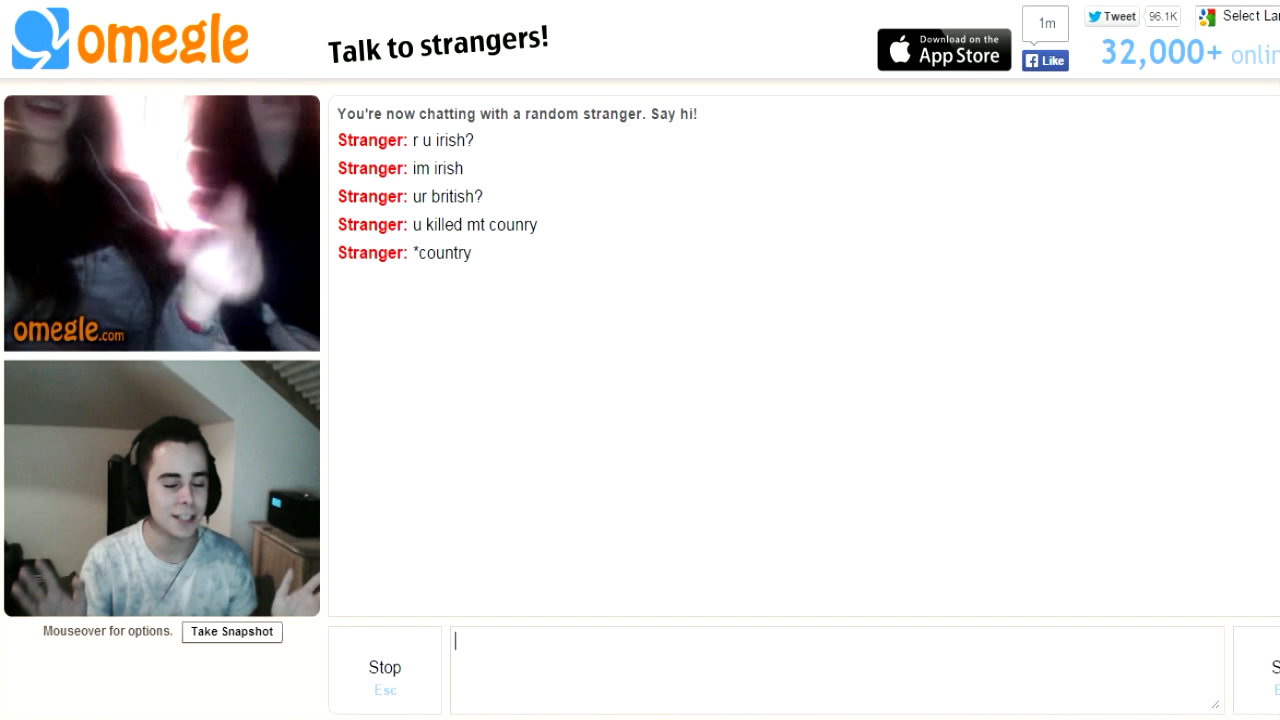 omegle
Talk to strangers!
Download on the
App Store
1m
Like
Tweet
96.1K
Select
32,000+
You're now chatting with a random stranger. Say hi!
Stranger: r u irish?
Stranger: im irish
Stranger: ur british?
Stranger: u killed mt counry
Stranger: *country
omegle.com
Mouseover for options.
Take Snapshot
Stop
Esc